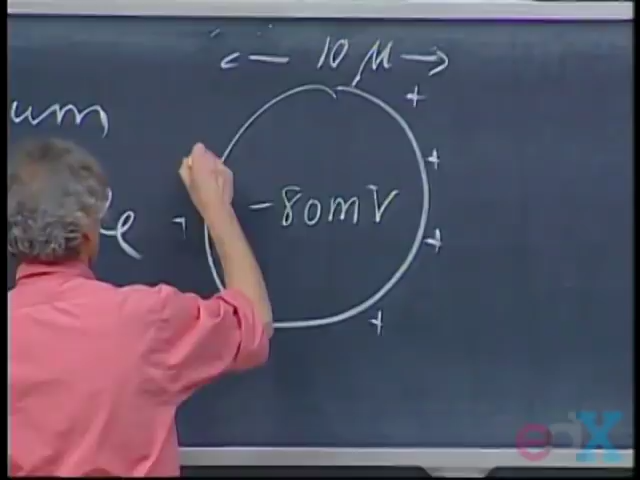 ← 10 μ →
um
-80mV
+
+
+
+
edX